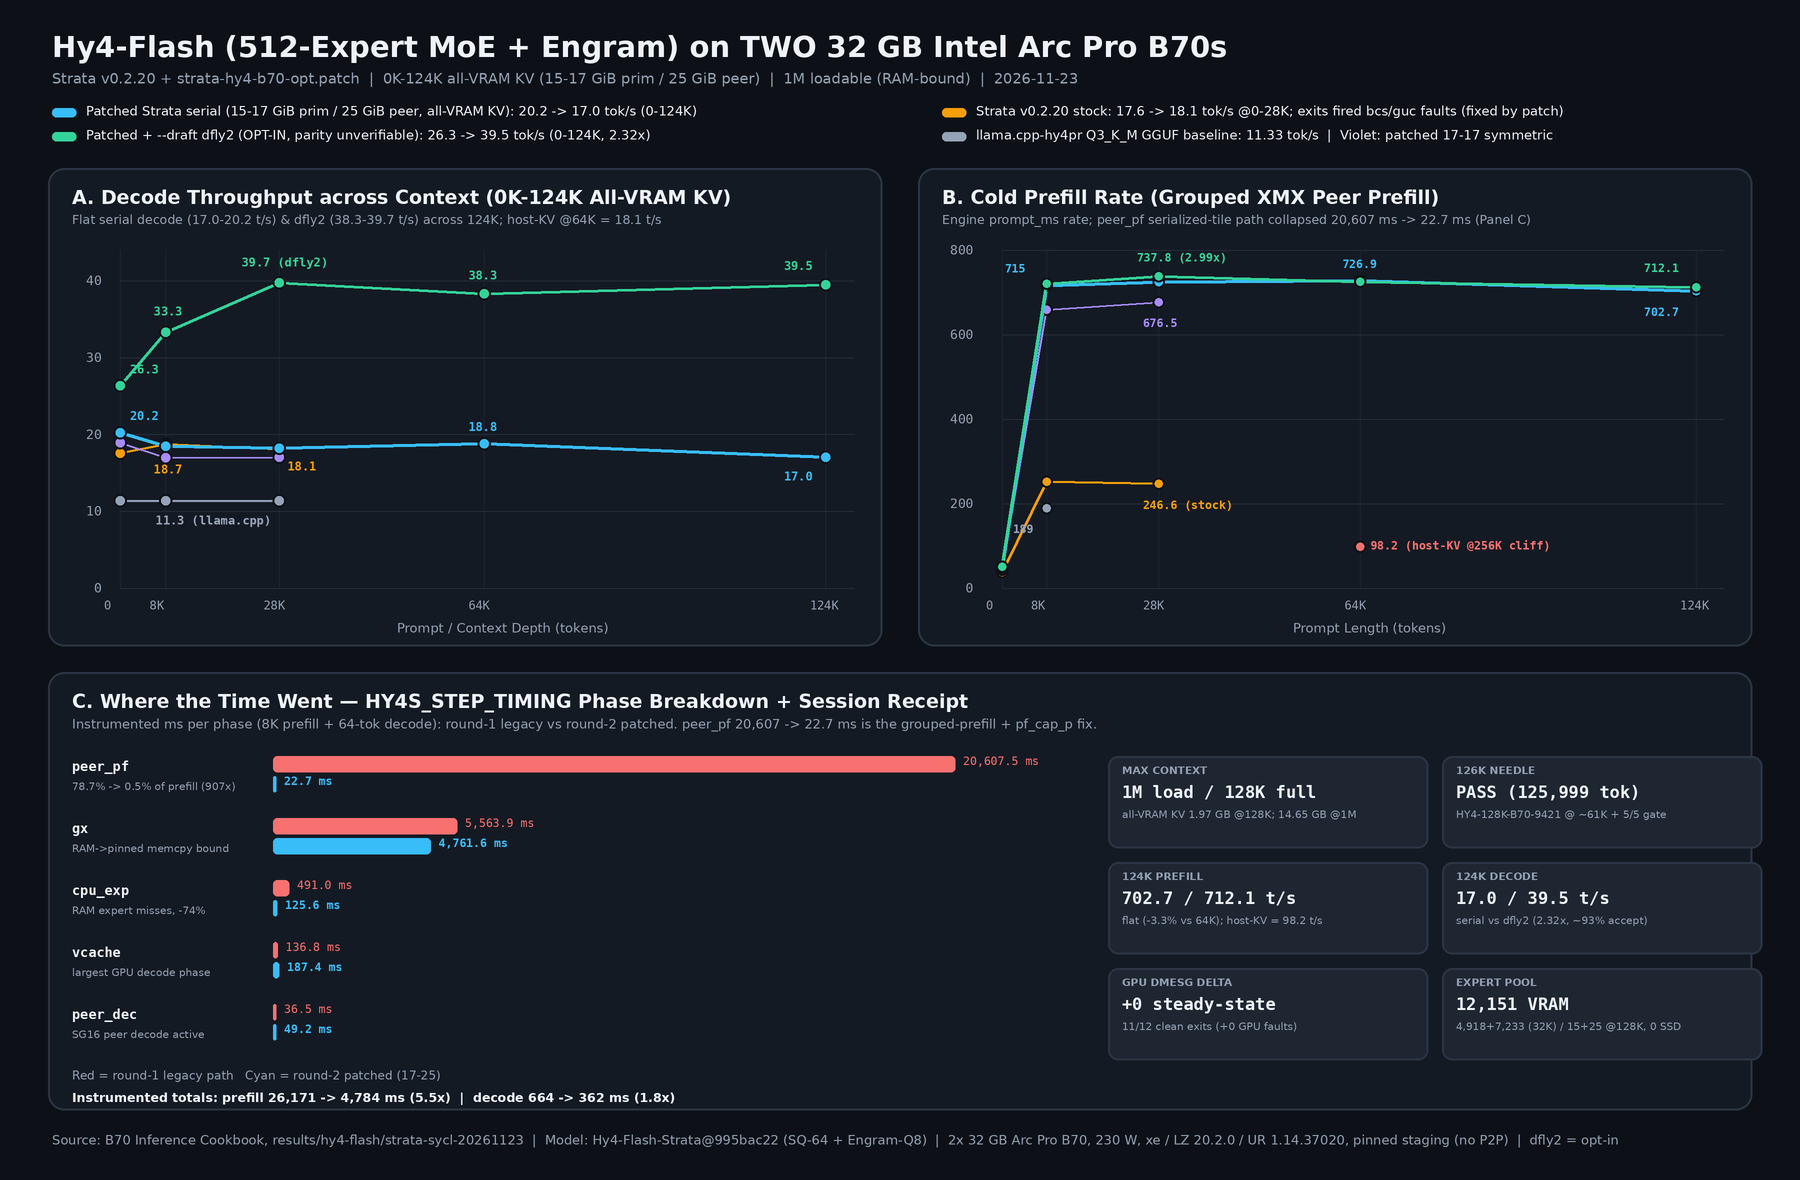 Hy4-Flash (512-Expert MoE + Engram) on TWO 32 GB Intel Arc Pro B70s
Strata v0.2.20 + strata-hy4-b70-opt.patch | 0K-124K all-VRAM KV (15-17 GiB prim / 25 GiB peer) | 1M loadable (RAM-bound) | 2026-11-23
Patched Strata serial (15-17 GiB prim / 25 GiB peer, all-VRAM KV): 20.2 -> 17.0 tok/s (0-124K)
Strata v0.2.20 stock: 17.6 -> 18.1 tok/s @0-28K; exits fired bcs/guc faults (fixed by patch)
Patched + --draft dfly2 (OPT-IN, parity unverifiable): 26.3 -> 39.5 tok/s (0-124K, 2.32x)
llama.cpp-hy4pr Q3_K_M GGUF baseline: 11.33 tok/s | Violet: patched 17-17 symmetric
A. Decode Throughput across Context (0K-124K All-VRAM KV)
Flat serial decode (17.0-20.2 t/s) & dfly2 (38.3-39.7 t/s) across 124K; host-KV @64K = 18.1 t/s
39.7 (dfly2)
38.3
39.5
40
33.3
30
26.3
20.2
18.8
20
18.7
18.1
17.0
10
11.3 (llama.cpp)
0
0
8K
28K
64K
124K
Prompt / Context Depth (tokens)
B. Cold Prefill Rate (Grouped XMX Peer Prefill)
Engine prompt_ms rate; peer_pf serialized-tile path collapsed 20,607 ms -> 22.7 ms (Panel C)
800
715
737.8 (2.99x)
726.9
712.1
702.7
676.5
600
400
200
246.6 (stock)
189
98.2 (host-KV @256K cliff)
0
0
8K
28K
64K
124K
Prompt Length (tokens)
C. Where the Time Went — HY4S_STEP_TIMING Phase Breakdown + Session Receipt
Instrumented ms per phase (8K prefill + 64-tok decode): round-1 legacy vs round-2 patched. peer_pf 20,607 -> 22.7 ms is the grouped-prefill + pf_cap_p fix.
peer_pf
78.7% -> 0.5% of prefill (907x)
20,607.5 ms
22.7 ms
gx
RAM->pinned memcpy bound
5,563.9 ms
4,761.6 ms
cpu_exp
RAM expert misses, -74%
491.0 ms
125.6 ms
vcache
largest GPU decode phase
136.8 ms
187.4 ms
peer_dec
SG16 peer decode active
36.5 ms
49.2 ms
Red = round-1 legacy path Cyan = round-2 patched (17-25)
Instrumented totals: prefill 26,171 -> 4,784 ms (5.5x) | decode 664 -> 362 ms (1.8x)
MAX CONTEXT
1M load / 128K full
all-VRAM KV 1.97 GB @128K; 14.65 GB @1M
126K NEEDLE
PASS (125,999 tok)
HY4-128K-B70-9421 @ ~61K + 5/5 gate
124K PREFILL
702.7 / 712.1 t/s
flat (-3.3% vs 64K); host-KV = 98.2 t/s
124K DECODE
17.0 / 39.5 t/s
serial vs dfly2 (2.32x, ~93% accept)
GPU DMESG DELTA
+0 steady-state
11/12 clean exits (+0 GPU faults)
EXPERT POOL
12,151 VRAM
4,918+7,233 (32K) / 15+25 @128K, 0 SSD
Source: B70 Inference Cookbook, results/hy4-flash/strata-sycl-20261123 | Model: Hy4-Flash-Strata@995bac22 (SQ-64 + Engram-Q8) | 2x 32 GB Arc Pro B70, 230 W, xe / LZ 20.2.0 / UR 1.14.37020, pinned staging (no P2P) | dfly2 = opt-in